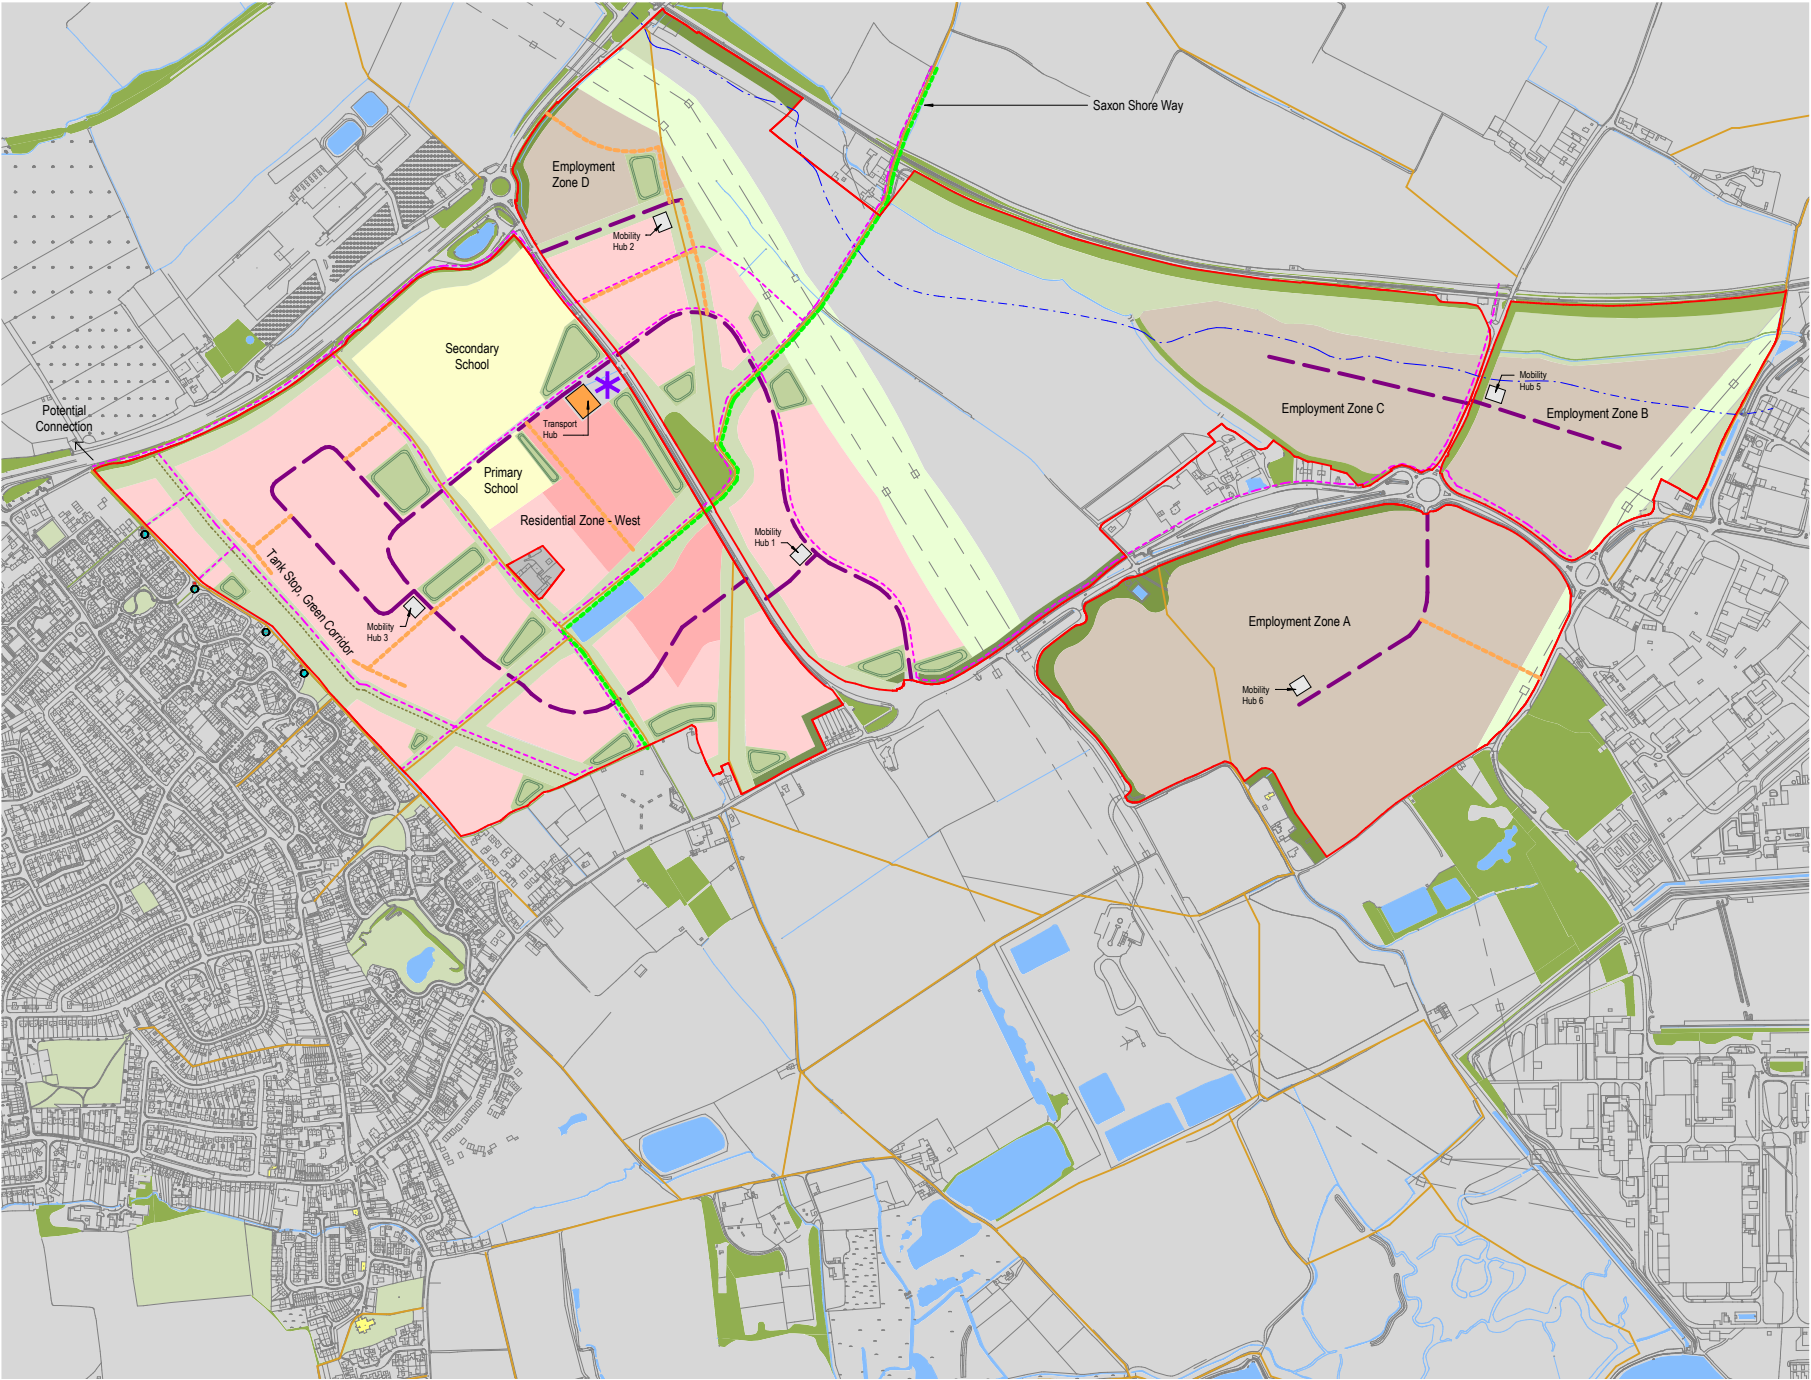 Saxon Shore Way
Employment
Zone D
Mobility
Hub 2
Secondary
School
Potential
Connection
Transport
Hub
Primary
School
Residential Zone - West
Mobility
Hub 1
Tank Stop, Green Corridor
Mobility
Hub 3
Employment Zone C
Mobility
Hub 5
Employment Zone B
Employment Zone A
Mobility
Hub 6